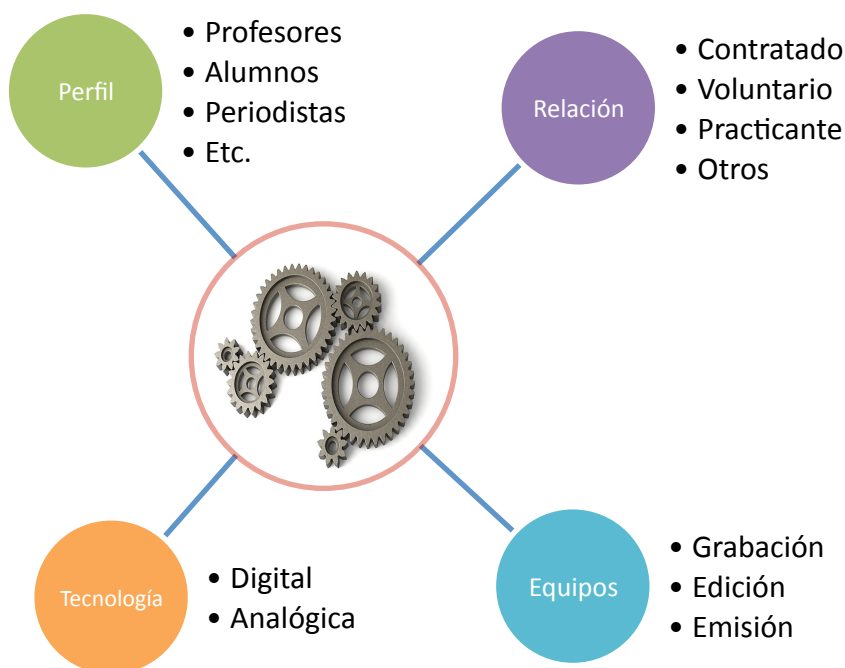 Perfil
• Profesores
• Alumnos
• Periodistas
• Etc.
Relación
• Contratado
• Voluntario
• Practicante
• Otros
Tecnología
• Digital
• Analógica
Equipos
• Grabación
• Edición
• Emisión